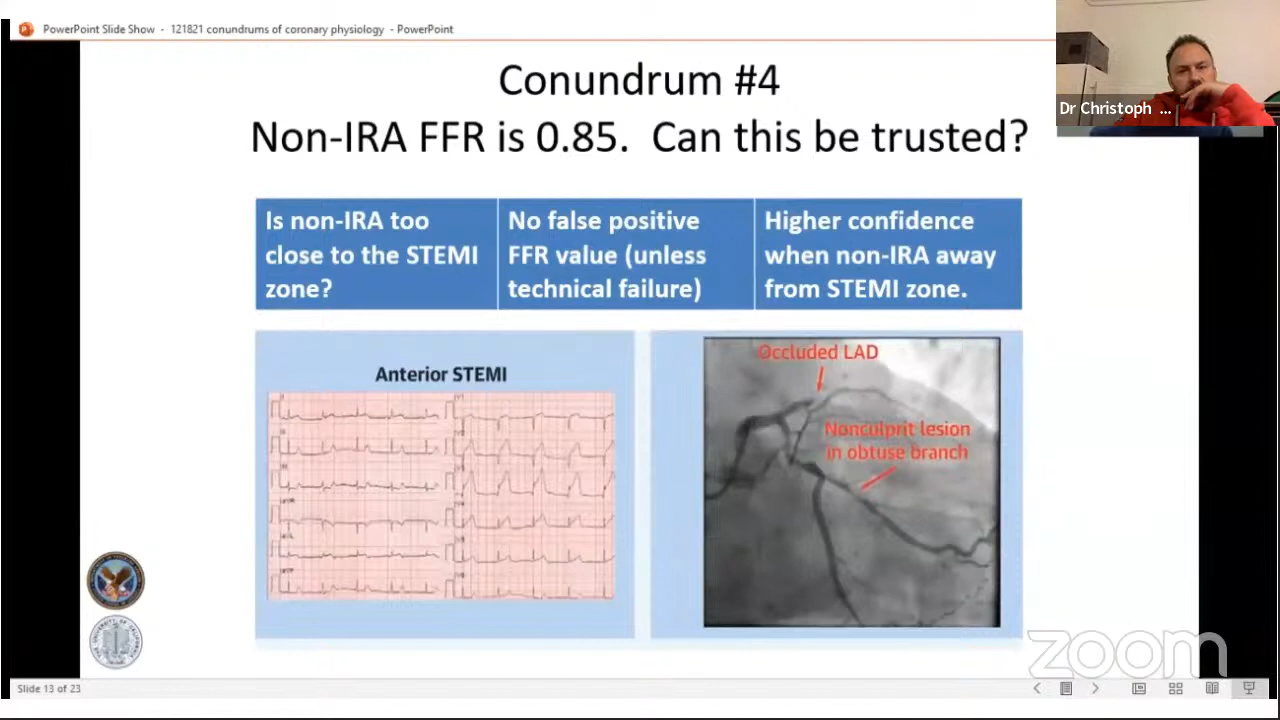 PowerPoint Slide Show - 121821 conundrums of coronary physiology - PowerPoint
Dr Christoph ...
Conundrum #4
Non-IRA FFR is 0.85. Can this be trusted?
Is non-IRA too
close to the STEMI
zone?
No false positive
FFR value (unless
technical failure)
Higher confidence
when non-IRA away
from STEMI zone.
Anterior STEMI
Occluded LAD
Nonculprit lesion
in obtuse branch
zoom
Slide 13 of 23